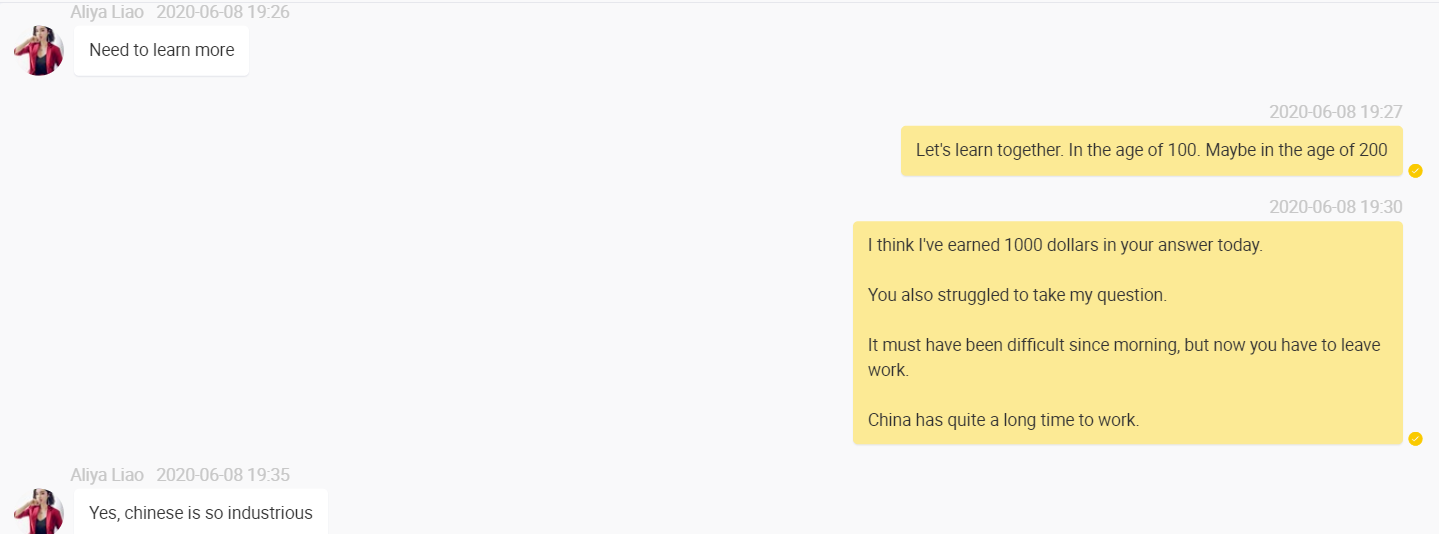 Aliya Liao 2020-06-08 19:26
Need to learn more
2020-06-08 19:27
Let's learn together. In the age of 100. Maybe in the age of 200
2020-06-08 19:30
I think I've earned 1000 dollars in your answer today.
You also struggled to take my question.
It must have been difficult since morning, but now you have to leave
work.
China has quite a long time to work.
Aliya Liao 2020-06-08 19:35
Yes, chinese is so industrious